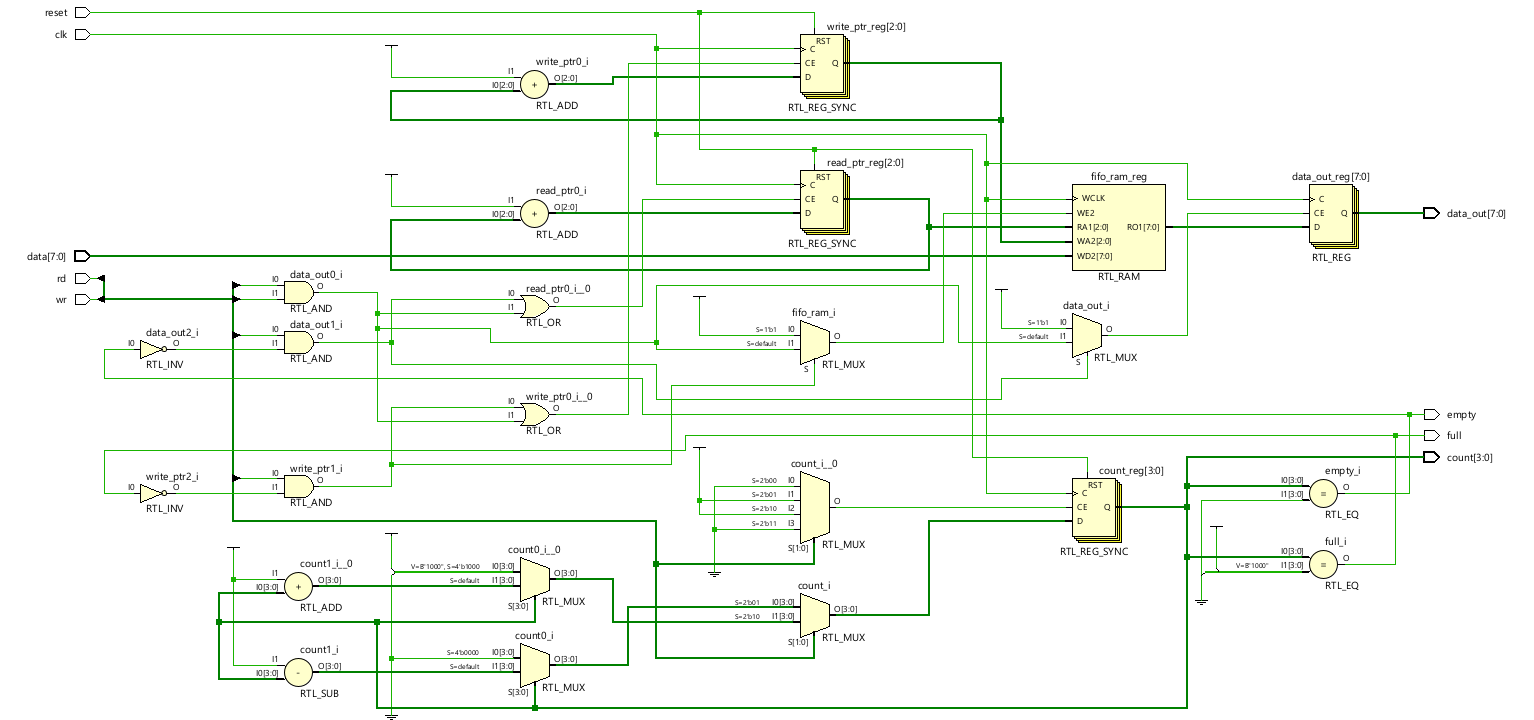 reset
clk
write_ptr0_i
I1
I0[2:0]
O[2:0]
+
RTL_ADD
write_ptr_reg[2:0]
RST
C
CE
D
Q
RTL_REG_SYNC
read_ptr0_i
I1
I0[2:0]
O[2:0]
+
RTL_ADD
read_ptr_reg[2:0]
RST
C
CE
D
Q
RTL_REG_SYNC
fifo_ram_reg
WCLK
WE2
RA1[2:0]
WA2[2:0]
WD2[7:0]
RO1[7:0]
RTL_RAM
data_out_reg[7:0]
C
CE
D
Q
RTL_REG
data_out[7:0]
data[7:0]
rd
wr
data_out0_i
I0
I1
O
RTL_AND
data_out1_i
I0
I1
O
RTL_AND
data_out2_i
I0
O
RTL_INV
read_ptr0_i__0
I0
I1
O
RTL_OR
fifo_ram_i
S=1'b1
I0
S=default
I1
O
S
RTL_MUX
data_out_i
S=1'b1
I0
S=default
I1
O
S
RTL_MUX
write_ptr0_i__0
I0
I1
O
RTL_OR
empty
full
count[3:0]
write_ptr2_i
I0
O
RTL_INV
write_ptr1_i
I0
I1
O
RTL_AND
count_i__0
S=2'b00
I0
S=2'b01
I1
S=2'b10
I2
S=2'b11
I3
O
S[1:0]
RTL_MUX
count_reg[3:0]
RST
C
CE
D
Q
RTL_REG_SYNC
empty_i
I0[3:0]
I1[3:0]
O
=
RTL_EQ
full_i
I0[3:0]
V=B"1000"
I1[3:0]
O
=
RTL_EQ
count1_i__0
I1
I0[3:0]
O[3:0]
+
RTL_ADD
count0_i__0
V=B"1000", S=4'b1000
I0[3:0]
S=default
I1[3:0]
O[3:0]
S[3:0]
RTL_MUX
count_i
S=2'b01
I0[3:0]
S=2'b10
I1[3:0]
O[3:0]
S[1:0]
RTL_MUX
count1_i
I1
I0[3:0]
O[3:0]
-
RTL_SUB
count0_i
S=4'b0000
I0[3:0]
S=default
I1[3:0]
O[3:0]
S[3:0]
RTL_MUX